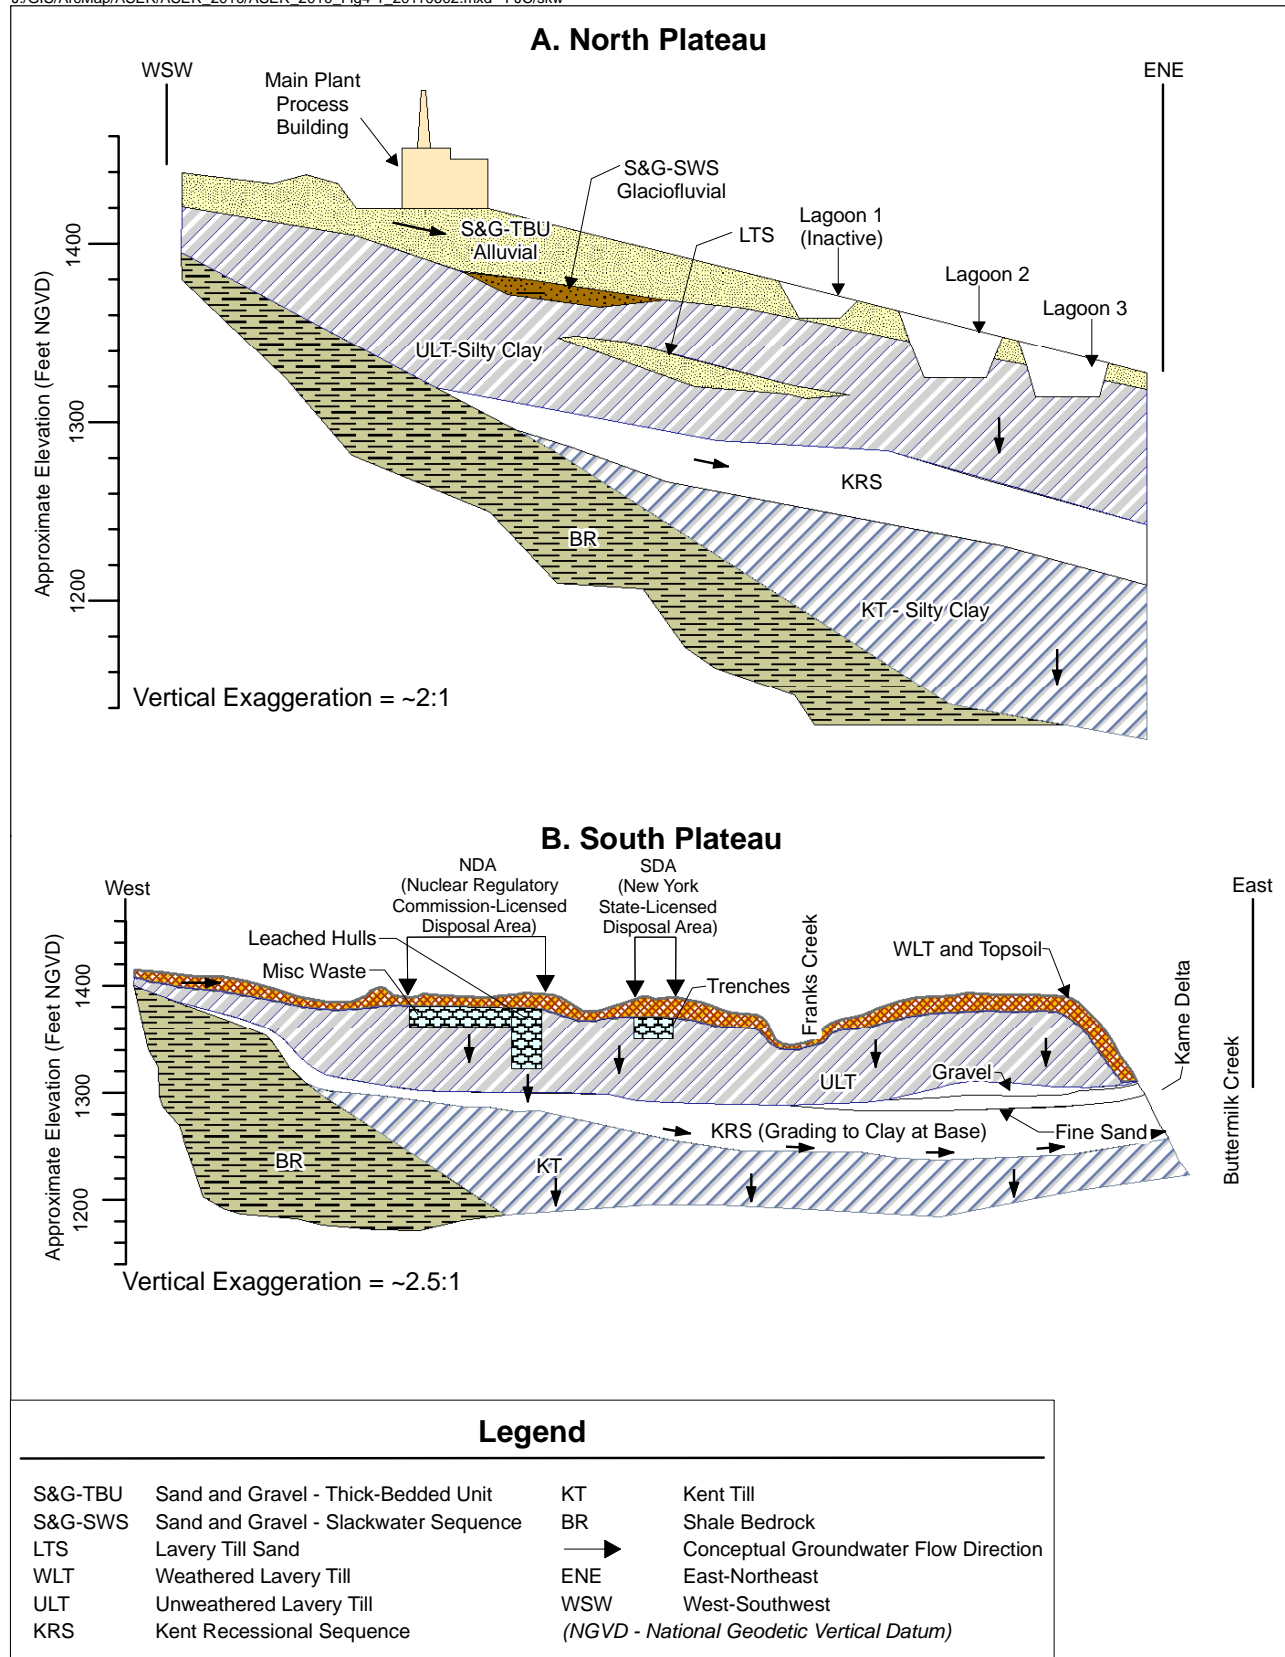 A. North Plateau
WSW
ENE
Main Plant
Process
Building
S&G-SWS
Glaciofluvial
S&G-TBU
Alluvial
LTS
Lagoon 1
(Inactive)
Lagoon 2
Lagoon 3
ULT-Silty Clay
KRS
BR
KT - Silty Clay
Approximate Elevation (Feet NGVD)
1400
1300
1200
Vertical Exaggeration = ~2:1
B. South Plateau
West
East
NDA
(Nuclear Regulatory
Commission-Licensed
Disposal Area)
SDA
(New York
State-Licensed
Disposal Area)
Leached Hulls
Misc Waste
Trenches
Franks Creek
WLT and Topsoil
Kame Delta
Buttermilk Creek
ULT
Gravel
KRS (Grading to Clay at Base)
Fine Sand
BR
KT
Approximate Elevation (Feet NGVD)
1400
1300
1200
Vertical Exaggeration = ~2.5:1
Legend
S&G-TBU Sand and Gravel - Thick-Bedded Unit
S&G-SWS Sand and Gravel - Slackwater Sequence
LTS Lavery Till Sand
WLT Weathered Lavery Till
ULT Unweathered Lavery Till
KRS Kent Recessional Sequence
KT Kent Till
BR Shale Bedrock
Conceptual Groundwater Flow Direction
ENE East-Northeast
WSW West-Southwest
(NGVD - National Geodetic Vertical Datum)